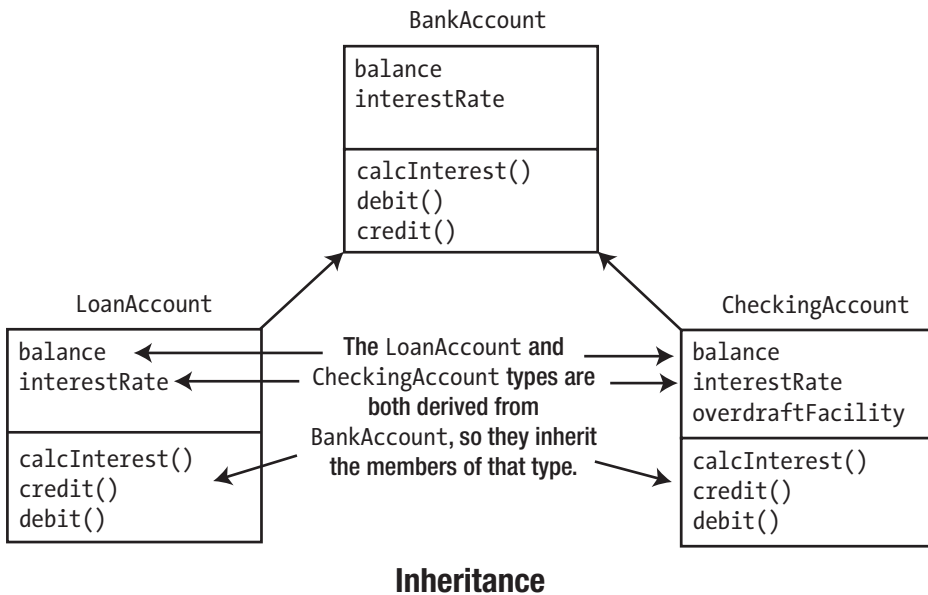 BankAccount
balance
interestRate
calcInterest()
debit()
credit()
LoanAccount
balance
interestRate
calcInterest()
credit()
debit()
The LoanAccount and
CheckingAccount types are
both derived from
BankAccount, so they inherit
the members of that type.
CheckingAccount
balance
interestRate
overdraftFacility
calcInterest()
credit()
debit()
Inheritance